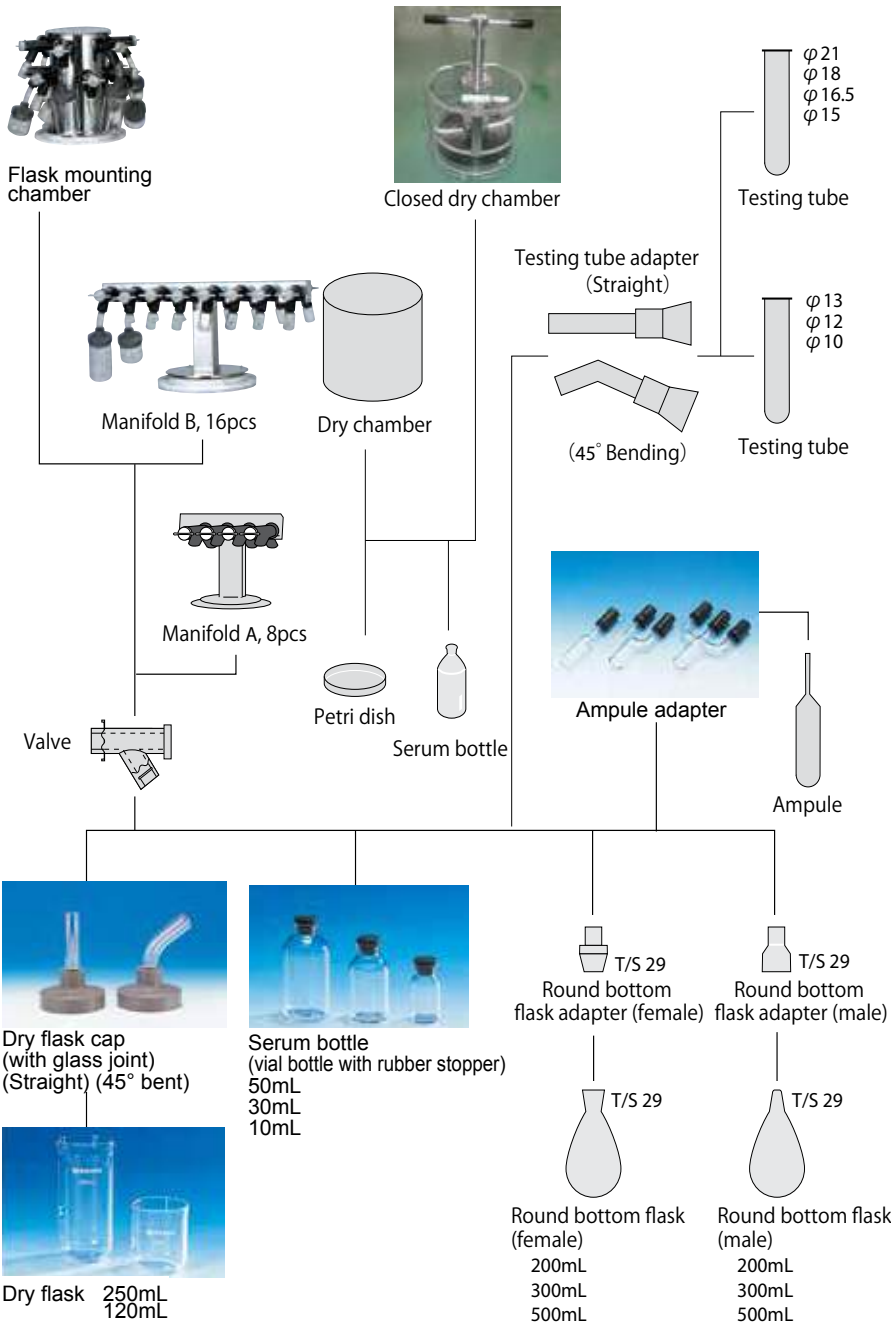 Flask mounting
chamber
Closed dry chamber
φ21
φ18
φ16.5
φ15
Testing tube
Testing tube adapter
(Straight)
φ13
φ12
φ10
Manifold B, 16pcs
Dry chamber
(45° Bending)
Testing tube
Manifold A, 8pcs
Petri dish
Serum bottle
Ampule adapter
Ampule
Valve
T/S 29
T/S 29
Round bottom
flask adapter (female)
Round bottom
flask adapter (male)
Dry flask cap
(with glass joint)
(Straight) (45° bent)
Serum bottle
(vial bottle with rubber stopper)
50mL
30mL
10mL
T/S 29
T/S 29
Dry flask 250mL
120mL
Round bottom flask
(female)
200mL
300mL
500mL
Round bottom flask
(male)
200mL
300mL
500mL